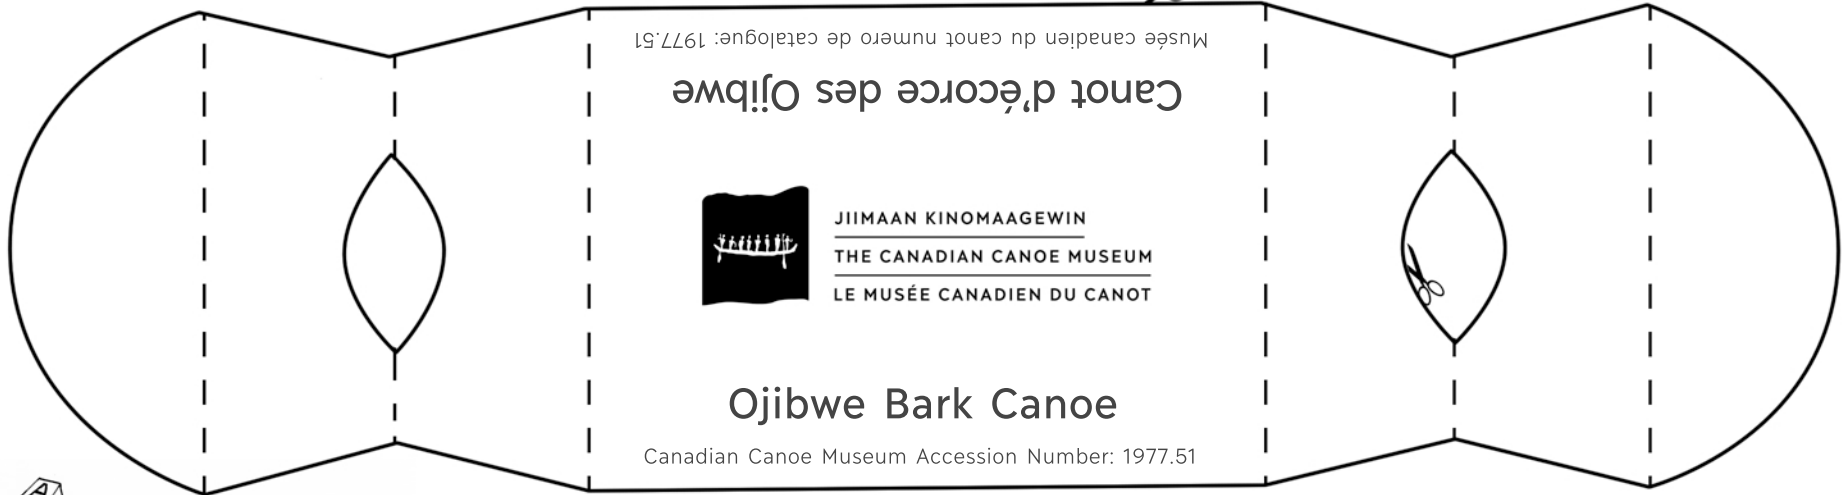 Musée canadien du canot numero de catalogue: 1977.51
Canot d'écorce des Ojibwe
JIIMAAN KINOMAAGEWIN
THE CANADIAN CANOE MUSEUM
LE MUSÉE CANADIEN DU CANOT
Ojibwe Bark Canoe
Canadian Canoe Museum Accession Number: 1977.51
A